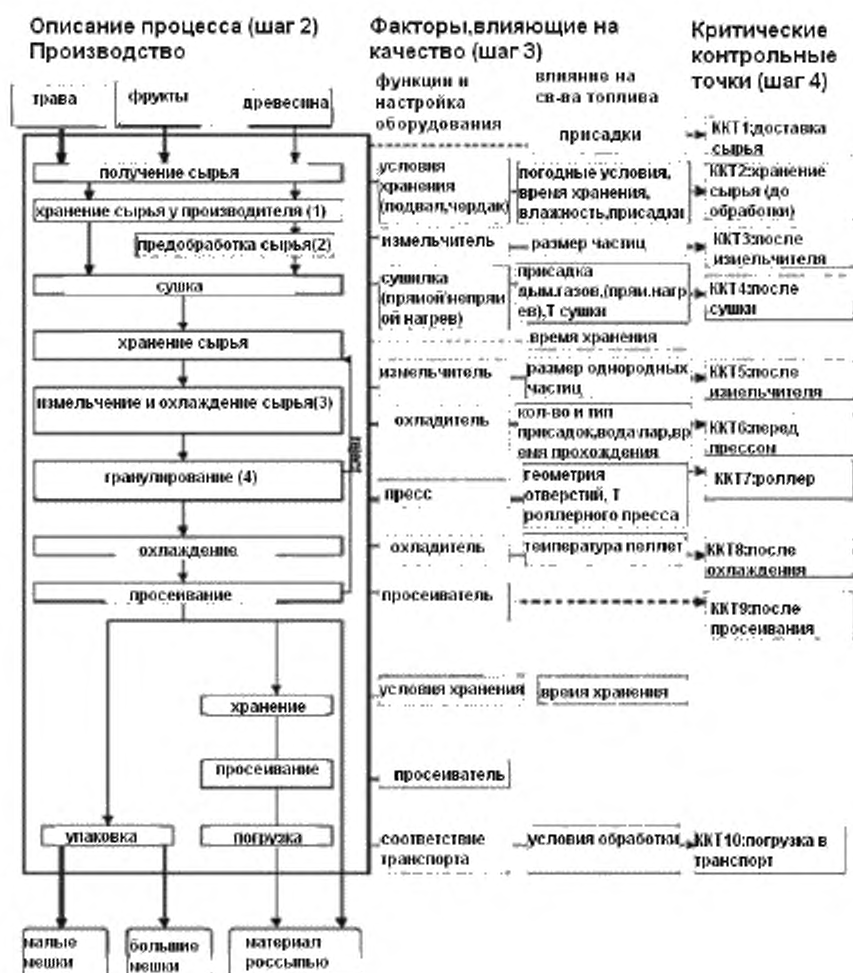 Описание процесса (шаг 2)
Производство
Факторы,влияющие на
качество (шаг 3)
Критические
контрольные
точки (шаг 4)
функции и
настройка
оборудования
влияние на
св-ва топлива
трава
фрукты
древесина
присадки
ККТ1:доставка
сырья
получение сырья
условия
хранения
(подвал,чердак)
погодные условия,
время хранения,
влажность,присадки
ККТ2:хранение
сырья (до
обработки)
хранение сырья у производителя (1)
предобработка сырья(2)
измельчитель
размер частиц
ККТ3:после
измельчителя
сушка
сушилка
(прямой\непрям
ой нагрев)
присадка
дым.газов,(прям.нагр
ев),Т сушки
ККТ4:после
сушки
хранение сырья
время хранения
измельчитель
размер однородных
частиц
ККТ5:после
измельчителя
измельчение и охлаждение сырья(3)
охладитель
кол-во и тип
присадок,вода\пар,вр
емя прохождения
ККТ6:перед
прессом
гранулирование (4)
пресс
геометрия
отверстий, Т
роллерного пресса
ККТ7:роллер
охлаждение
охладитель
температура пеллет
ККТ8:после
охлаждения
просеивание
просеиватель
ККТ9:после
просеивания
хранение
условия хранения
время хранения
просеивание
просеиватель
упаковка
погрузка
соответствие
транспорта
условия обработки
ККТ10:погрузка в
транспорт
малые
мешки
большие
мешки
материал
россыпью